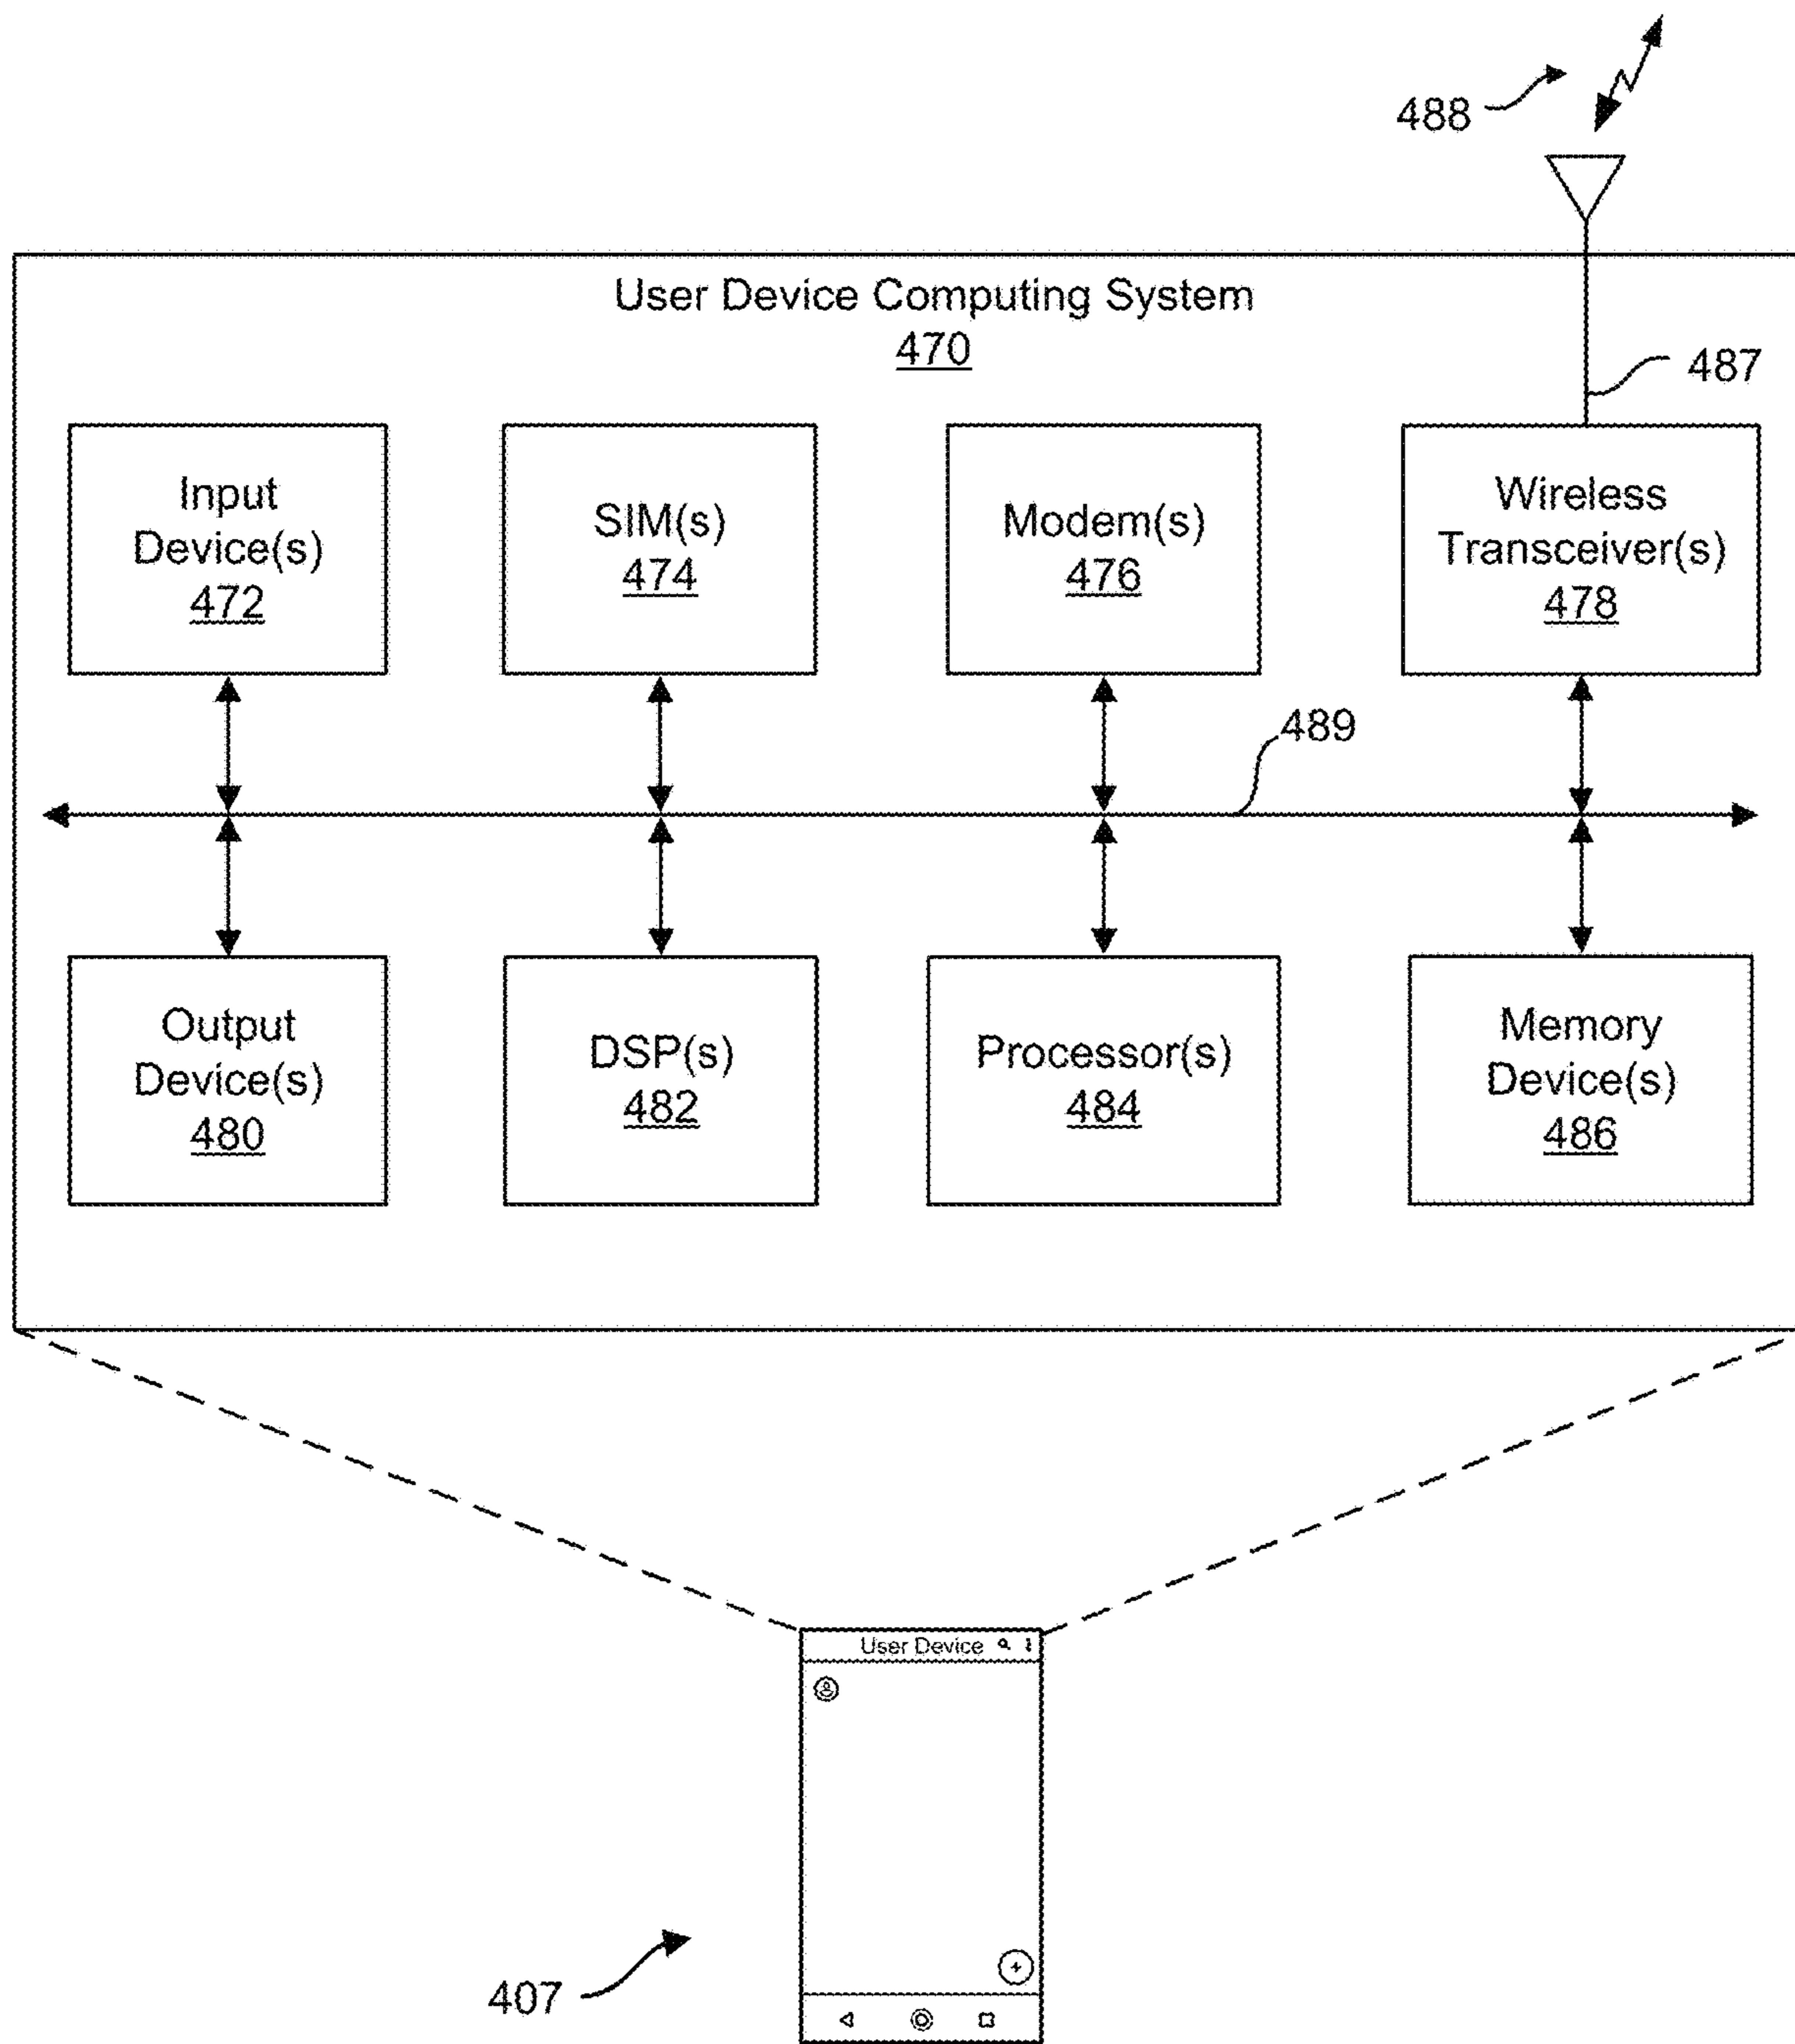 488
User Device Computing System
470
487
Input
Device(s)
472
SIM(s)
474
Modem(s)
476
Wireless
Transceiver(s)
478
489
Output
Device(s)
480
DSP(s)
482
Processor(s)
484
Memory
Device(s)
486
User Device
407